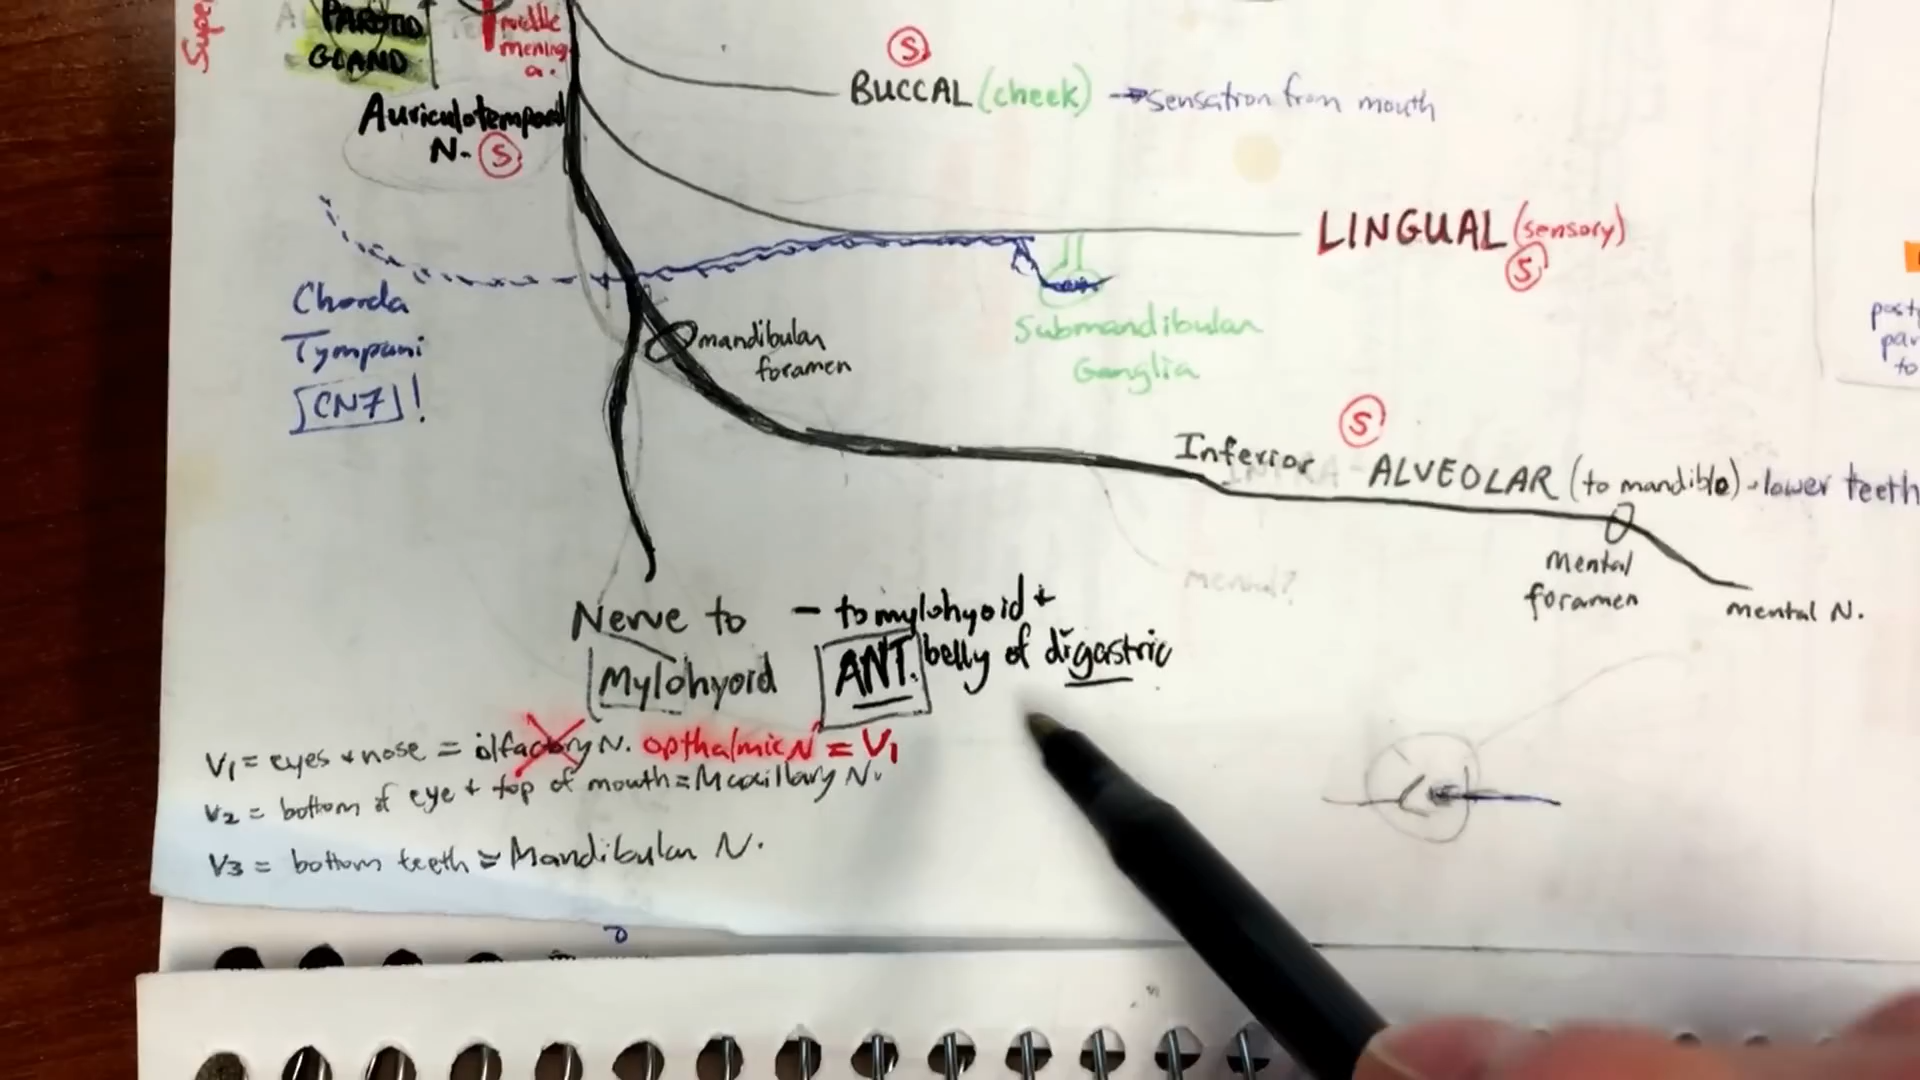 PAROTID
GLAND
middle
mening
a.
Auriculotemporal
N. S
S
BUCCAL (cheek) → sensation from mouth
LINGUAL (sensory)
S
Chorda
Tympani
[CN7]!
mandibular
foramen
Submandibular
Ganglia
S
Inferior ALVEOLAR (to mandible) → lower teeth
mental
foramen
mental N.
mental?
Nerve to
Mylohyoid
- to mylohyoid +
ANT. belly of digastric
V1 = eyes + nose = olfactory N. opthalmic N = V1
V2 = bottom of eye + top of mouth = Maxillary N.
V3 = bottom teeth = Mandibular N.
to